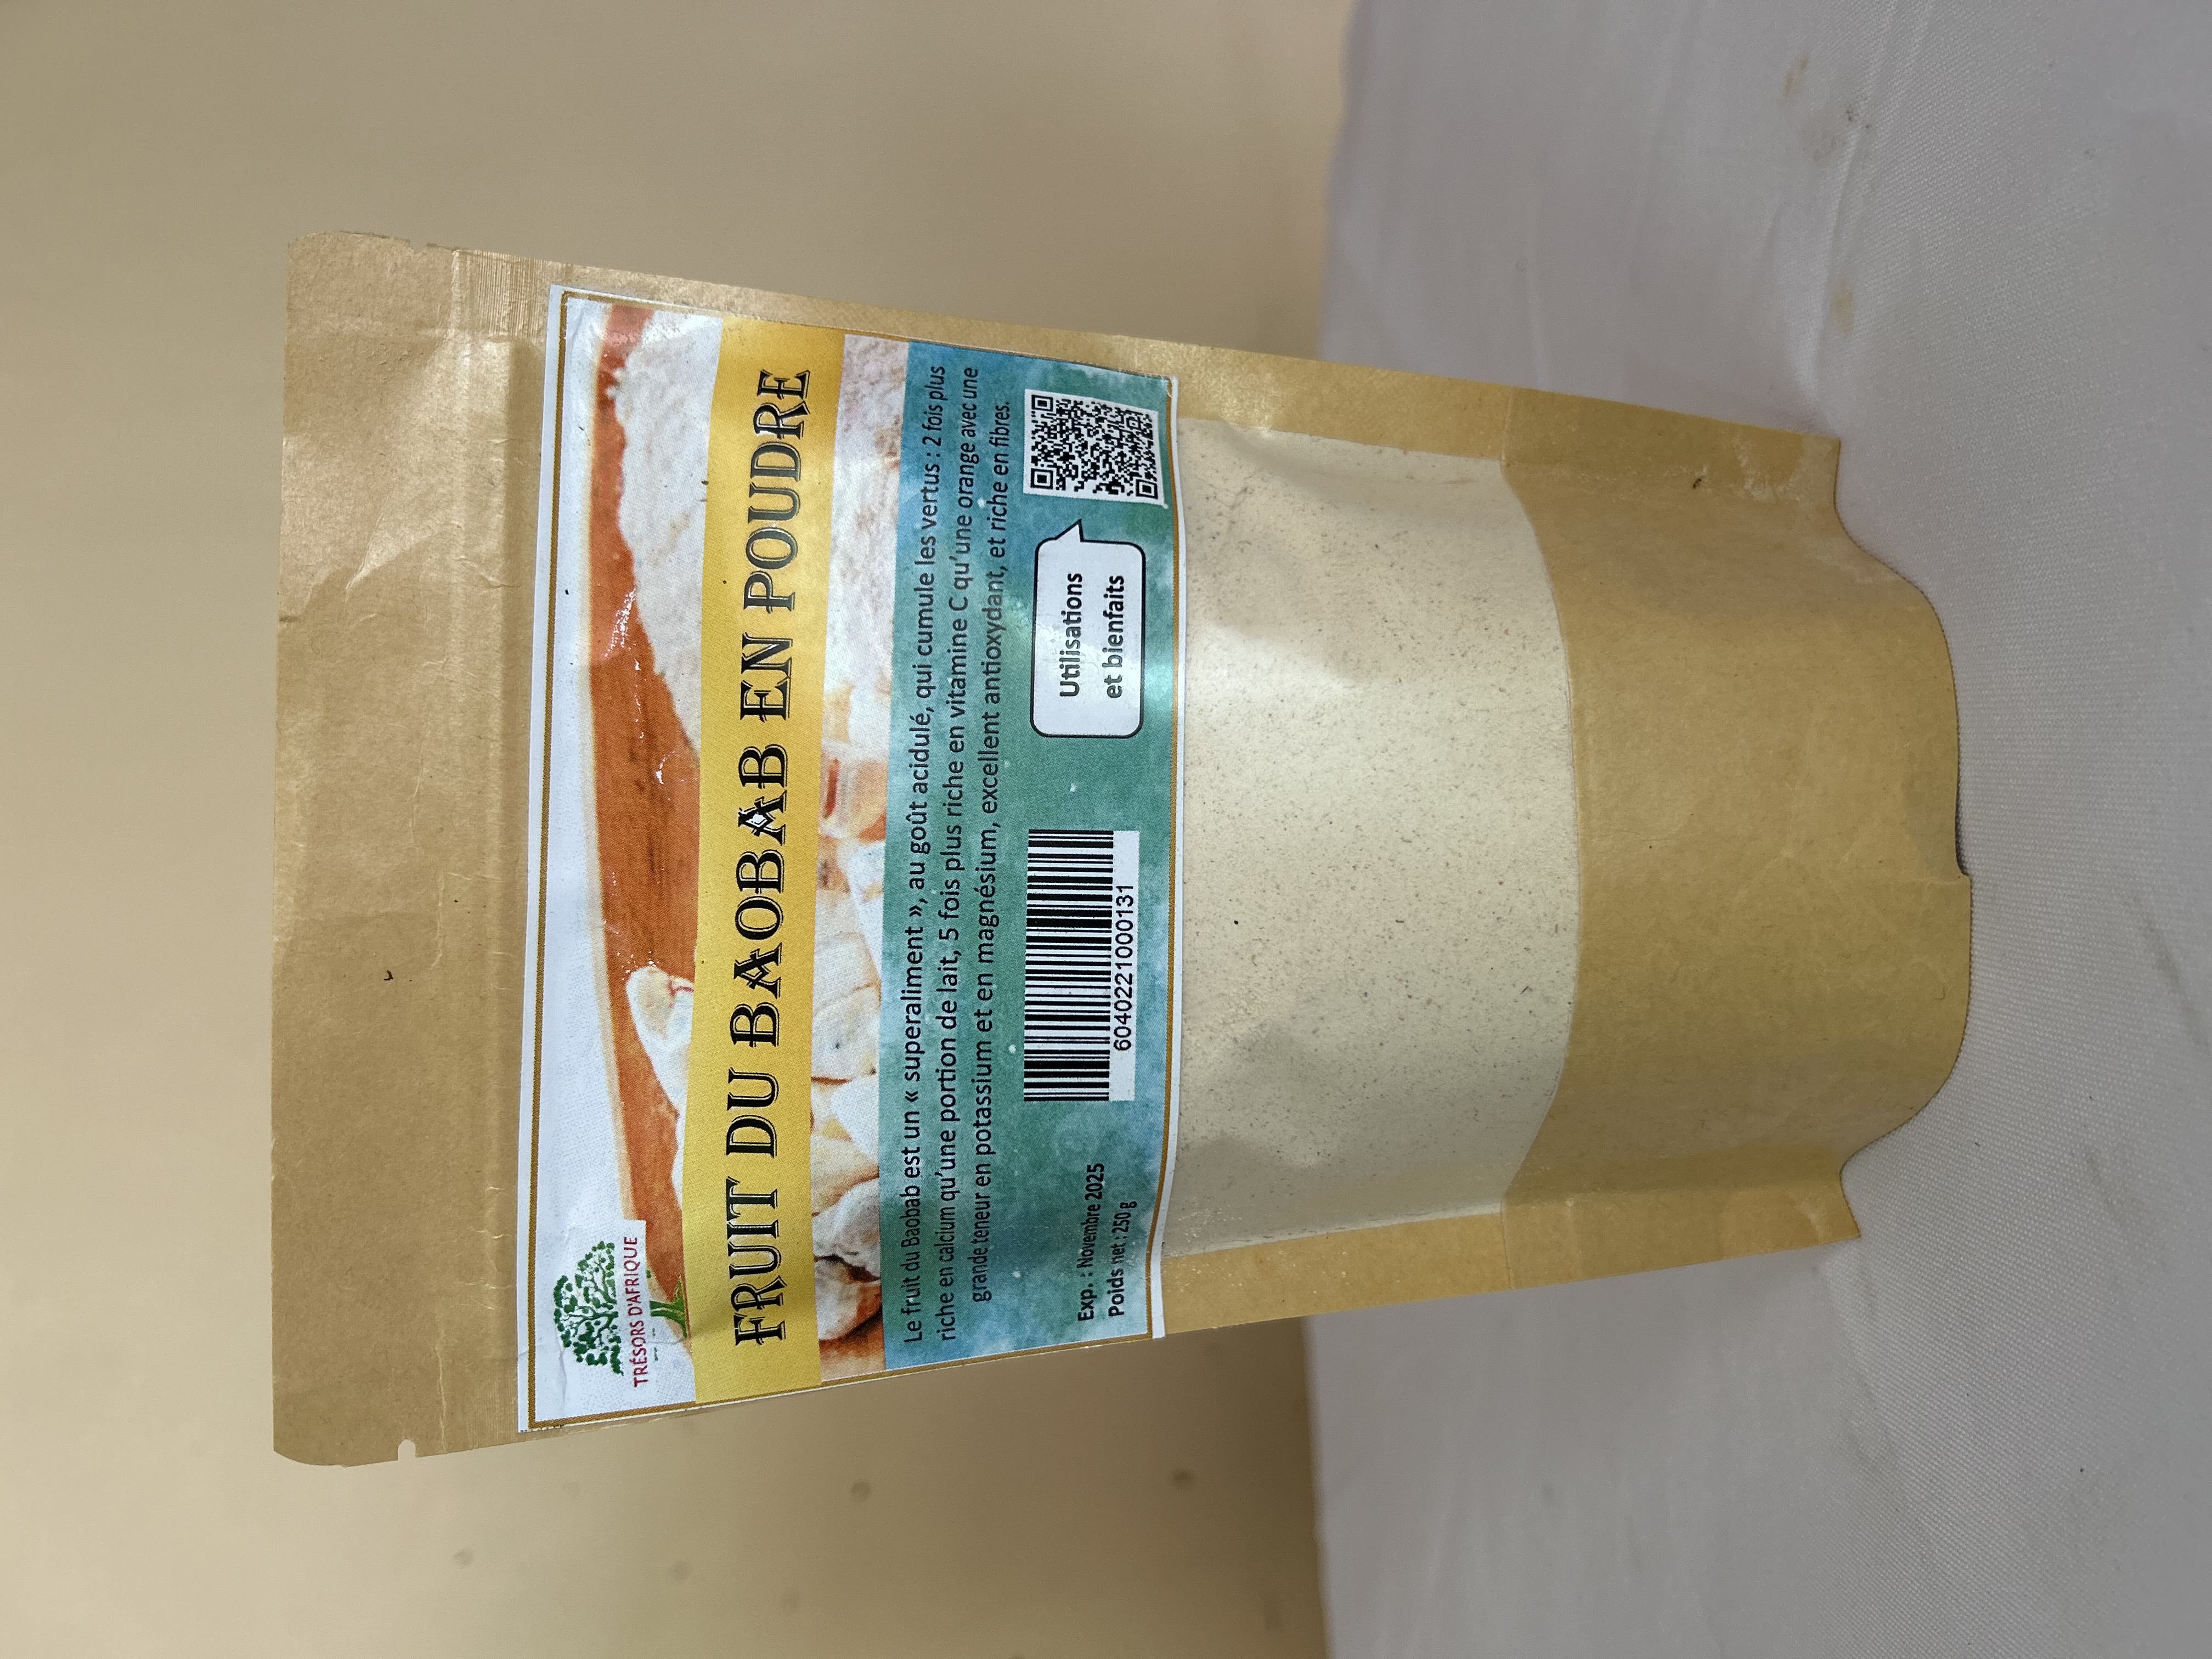 TRÉSORS D'AFRIQUE
FRUIT DU BAOBAB EN POUDRE
Le fruit du Baobab est un « superaliment », au goût acidulé, qui cumule les vertus : 2 fois plus
riche en calcium qu'une portion de lait, 5 fois plus riche en vitamine C qu'une orange avec une
grande teneur en potassium et en magnésium, excellent antioxydant, et riche en fibres.
Utilisations
et bienfaits
6040221000131
Exp. : Novembre 2025
Poids net : 250 g